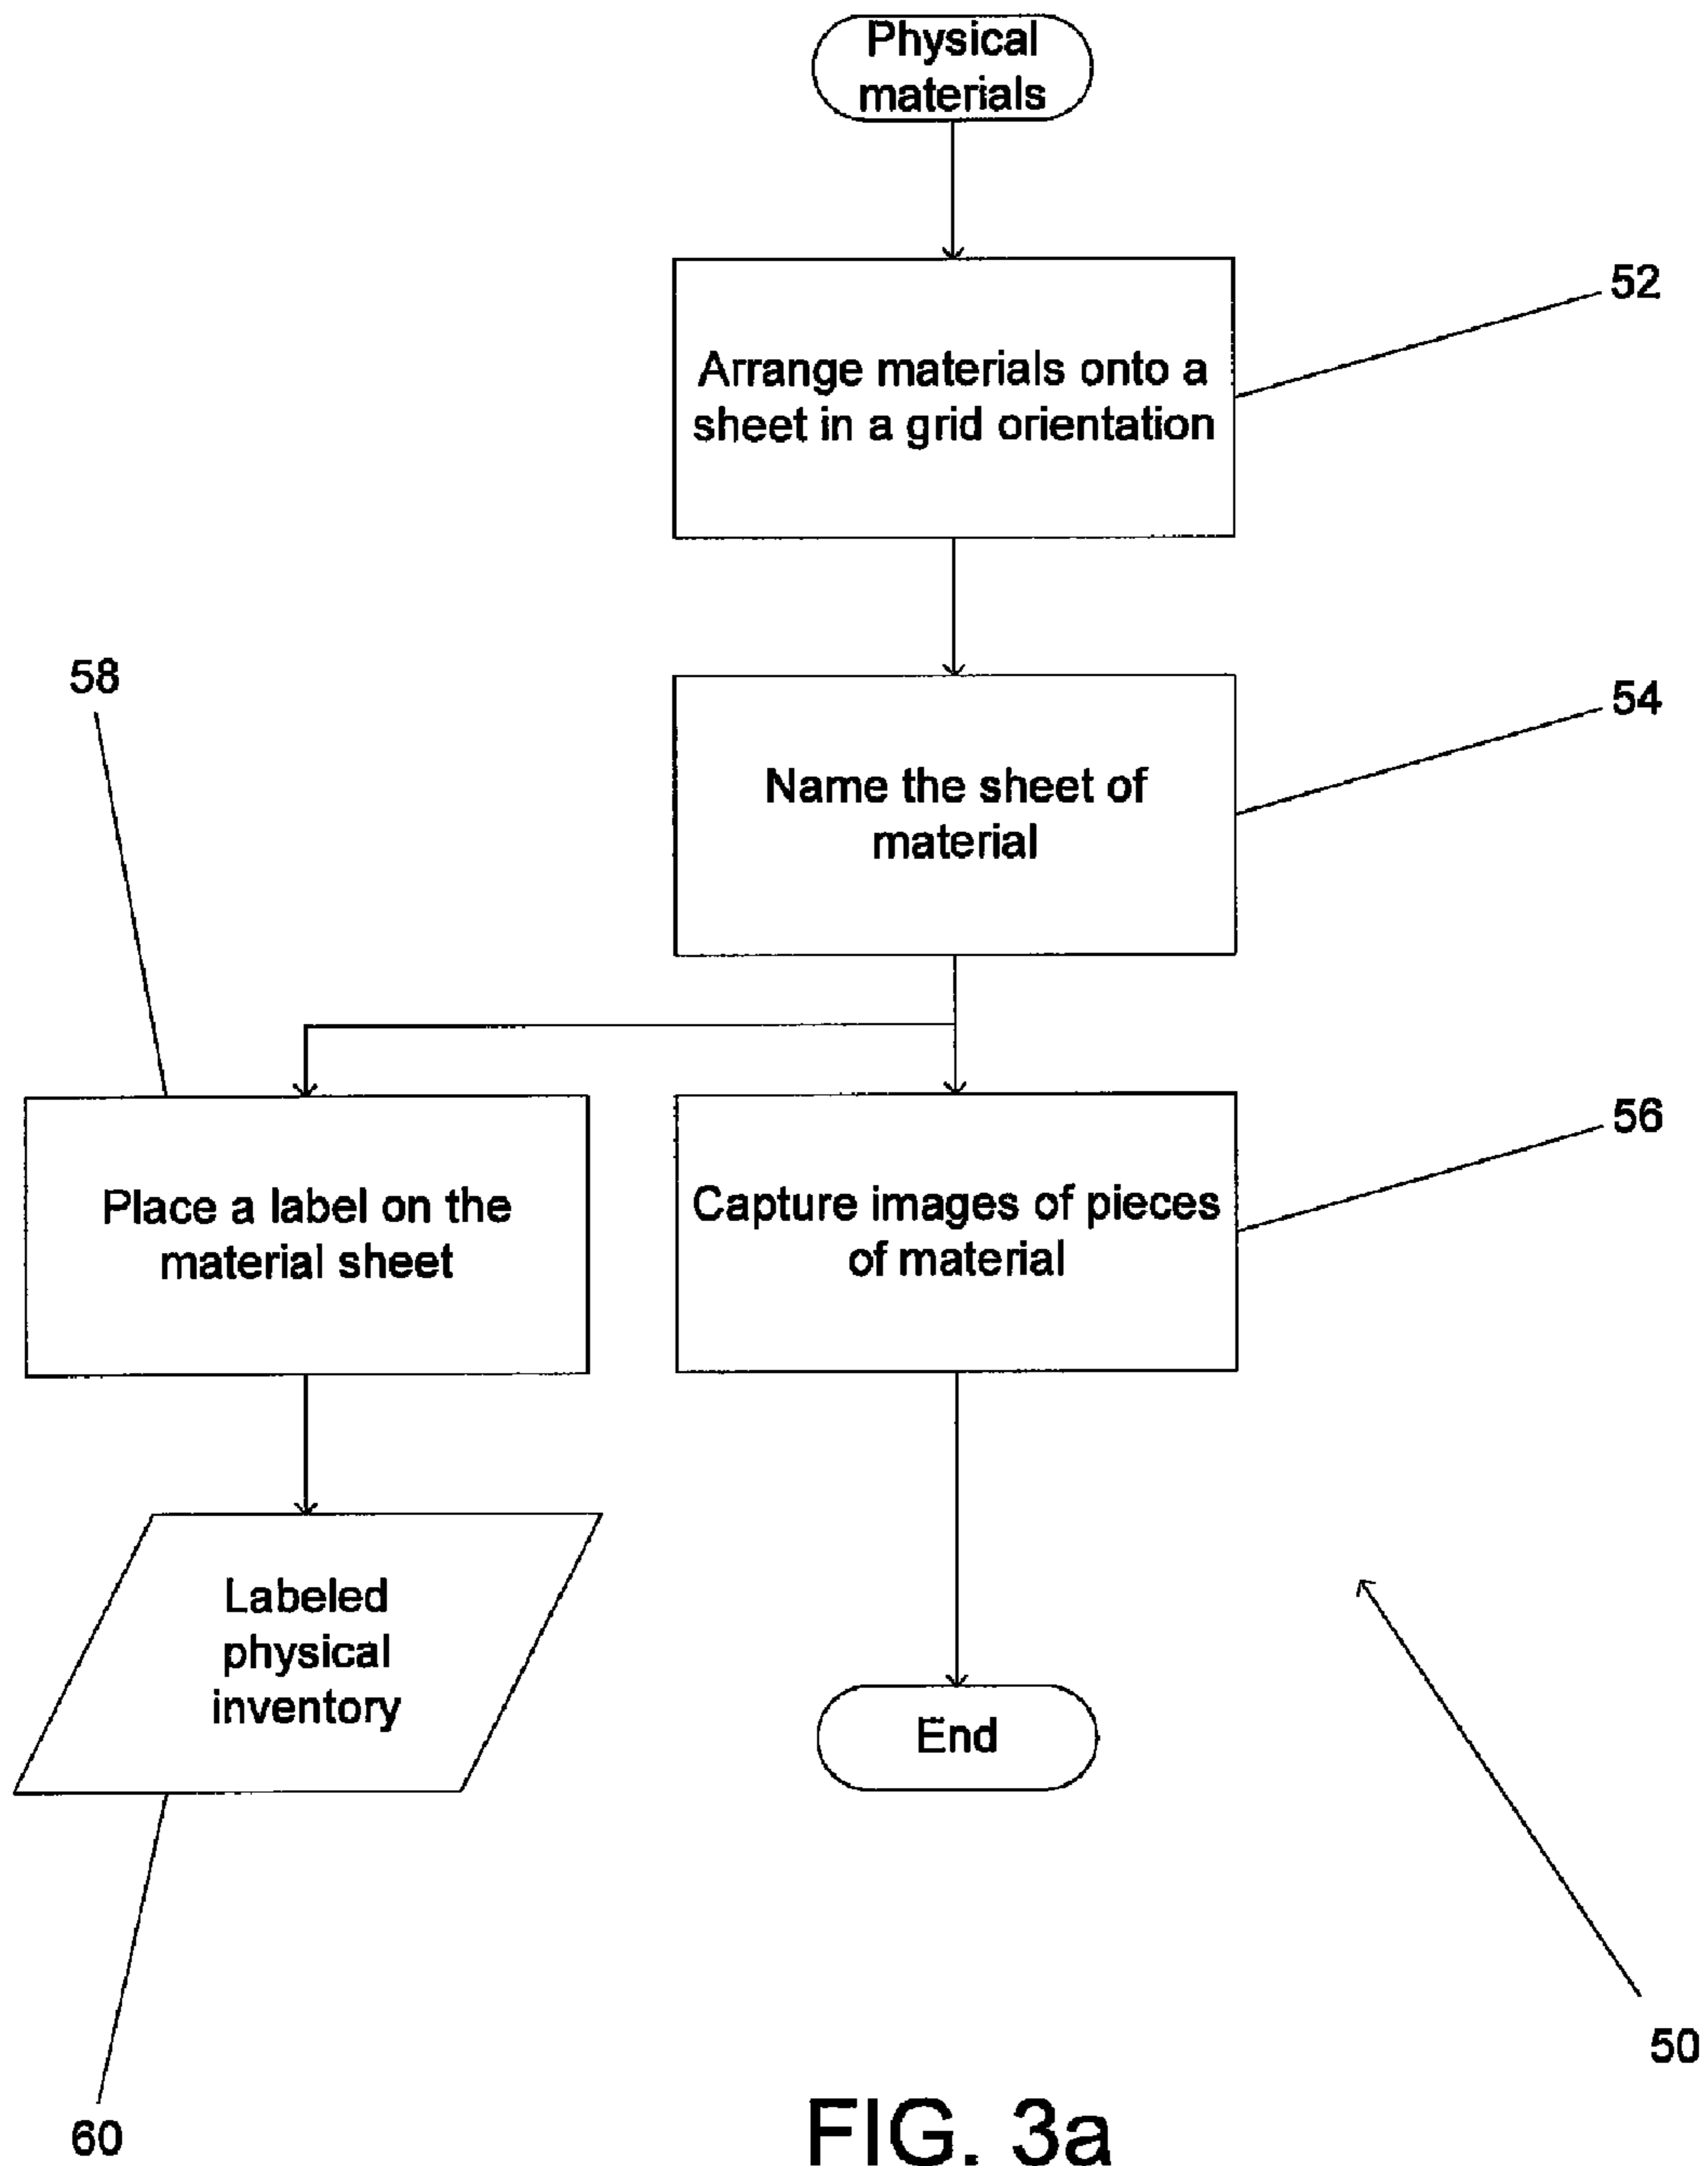 Physical
materials
52
Arrange materials onto a
sheet in a grid orientation
58
54
Name the sheet of
material
56
Place a label on the
material sheet
Capture images of pieces
of material
Labeled
physical
inventory
End
50
60
FIG. 3a